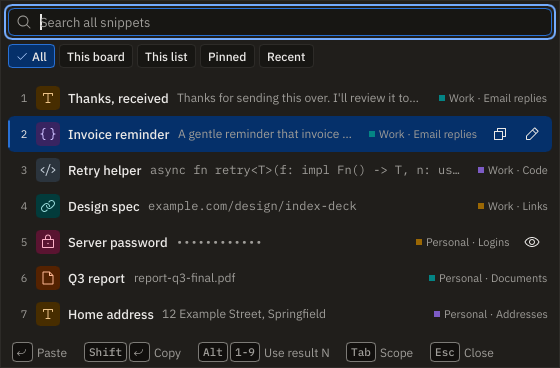 Search all snippets
All This board This list Pinned Recent
1 T Thanks, received Thanks for sending this over. I'll review it to... Work · Email replies
2 { } Invoice reminder A gentle reminder that invoice ... Work · Email replies
3 </> Retry helper async fn retry<T>(f: impl Fn() -> T, n: us... Work · Code
4 Design spec example.com/design/index-deck Work · Links
5 Server password •••••••••••• Personal · Logins
6 Q3 report report-q3-final.pdf Personal · Documents
7 T Home address 12 Example Street, Springfield Personal · Addresses
↵ Paste Shift ↵ Copy Alt 1-9 Use result N Tab Scope Esc Close